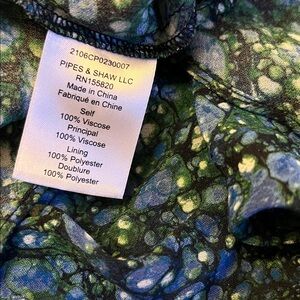 2106CP0230007
PIPES & SHAW LLC
RN155820
Made in China
Fabriqué en Chine
Self
100% Viscose
Principal
100% Viscose
Lining
100% Polyester
Doublure
100% Polyester